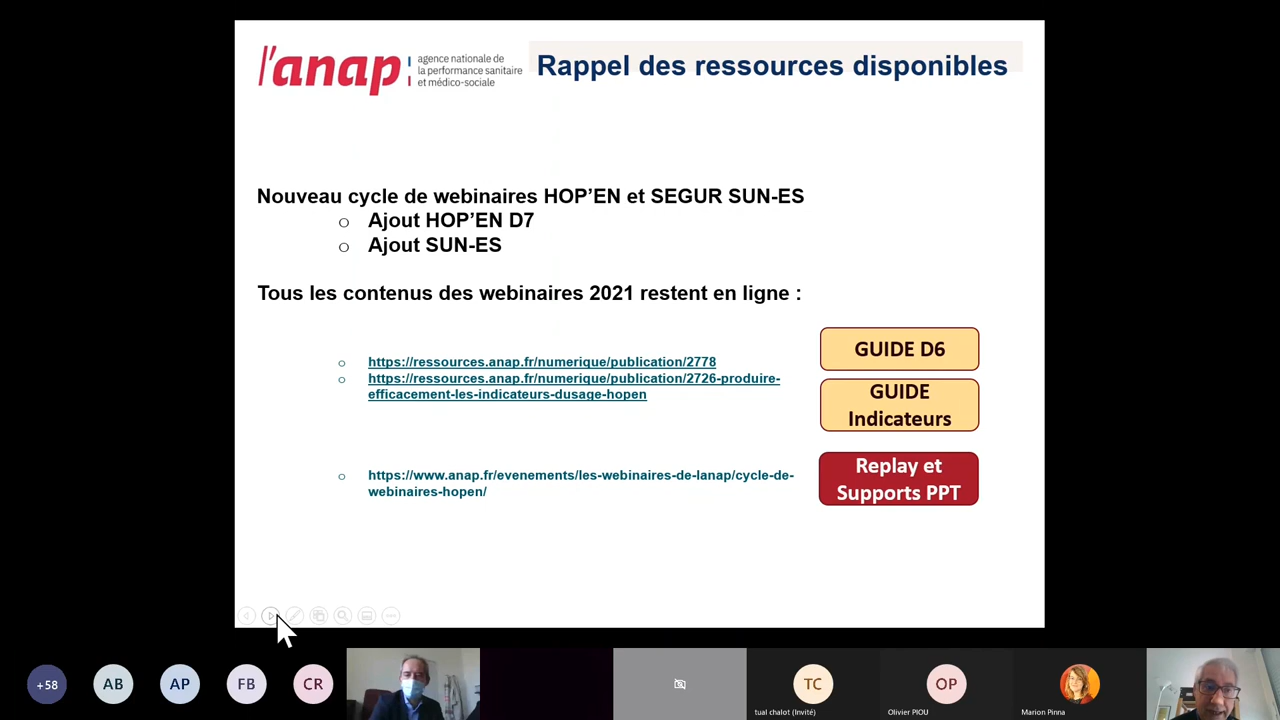 l'anap
agence nationale de
la performance sanitaire
et médico-sociale
Rappel des ressources disponibles
Nouveau cycle de webinaires HOP'EN et SEGUR SUN-ES
o Ajout HOP'EN D7
o Ajout SUN-ES
Tous les contenus des webinaires 2021 restent en ligne :
o https://ressources.anap.fr/numerique/publication/2778
o https://ressources.anap.fr/numerique/publication/2726-produire-
efficacement-les-indicateurs-dusage-hopen
GUIDE D6
GUIDE
Indicateurs
o https://www.anap.fr/evenements/les-webinaires-de-lanap/cycle-de-
webinaires-hopen/
Replay et
Supports PPT
+58
AB
AP
FB
CR
TC
tual chalot (Invité)
OP
Olivier PIOU
Marion Pinna